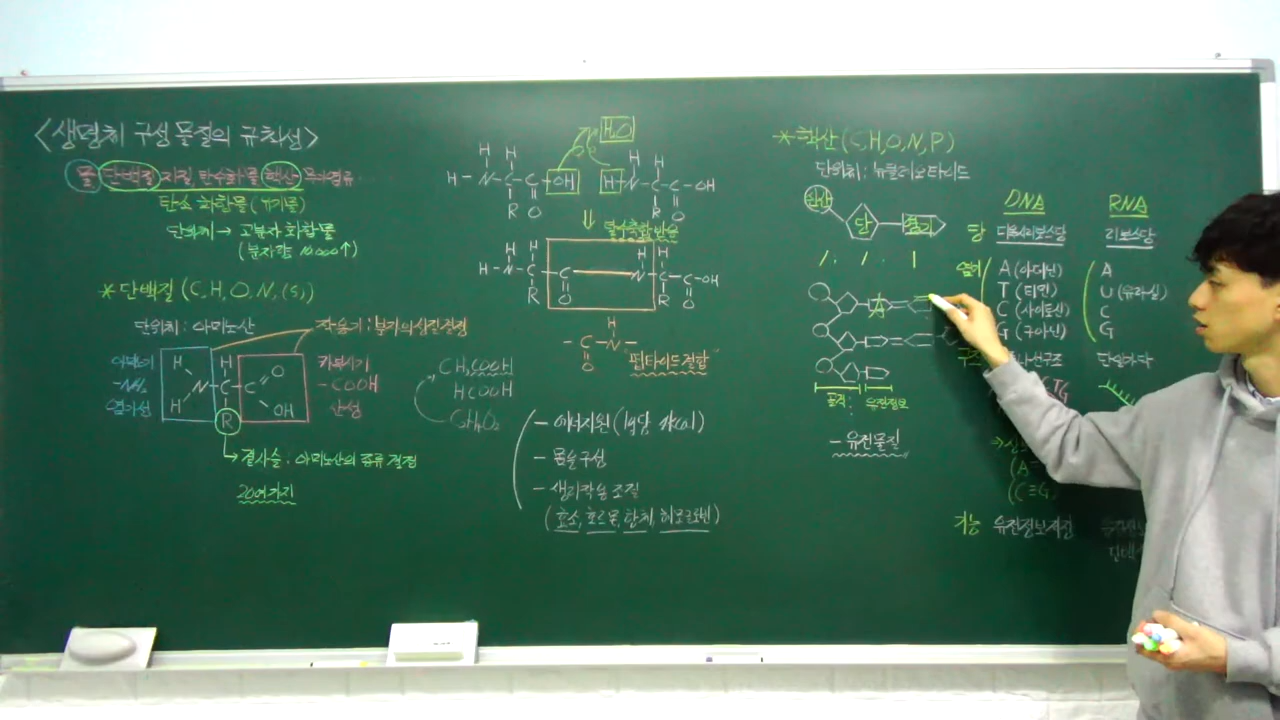 <생명체 구성 물질의 규칙성>
물 단백질 지질, 탄수화물 핵산 무기염류
탄소 화합물 (유기물)
단위체 → 고분자 화합물
(분자량 10000↑)
* 단백질 (C, H, O, N, (S))
단위체 : 아미노산
작용기 : 분자의 성질 결정
아미노기
-NH₂
염기성
H
H
N
H
C
R
C
O
OH
카복시기
- COOH
산성
→ 곁사슬 : 아미노산의 종류 결정
20여가지
H₂O
H H
H - N - C - C - OH
R O
H H
H - N - C - C - OH
R O
⇓ 탈수축합 반응
H H
H - N - C - C - N - C - C - OH
R O
H H
R O
H
- C - N -
O
"펩타이드 결합"
CH₃COOH
HCOOH
C₂H₄O₂
- 에너지원 (1g당 4kcal)
- 몸을 구성
- 생리작용 조절
(효소, 호르몬, 항체, 헤모글로빈)
* 핵산 (C, H, O, N, P)
단위체 : 뉴클레오타이드
인산
당
염기
A
골격 : 유전정보
- 유전물질
DNA RNA
당 디옥시리보스당 리보스당
염기 A (아데닌) A
T (티민) U (유라실)
C (사이토신) C
G (구아닌) G
단일가닥
(A
(C≡G
기능 유전정보저장